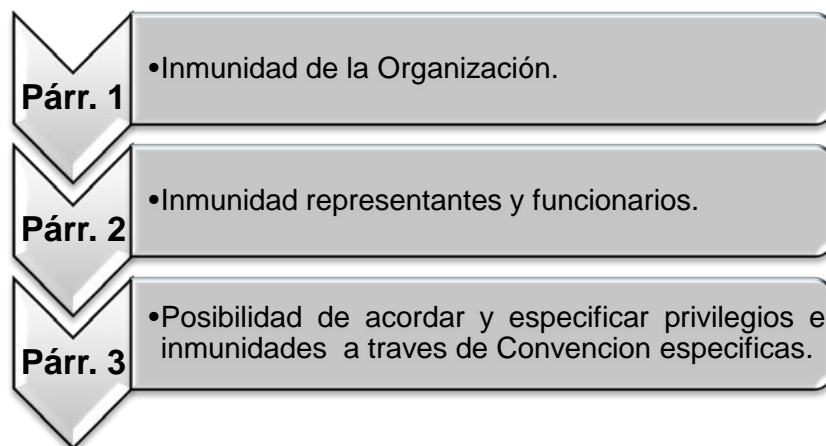 Párr. 1
•Inmunidad de la Organización.
Párr. 2
•Inmunidad representantes y funcionarios.
Párr. 3
•Posibilidad de acordar y especificar privilegios e
inmunidades a traves de Convencion especificas.